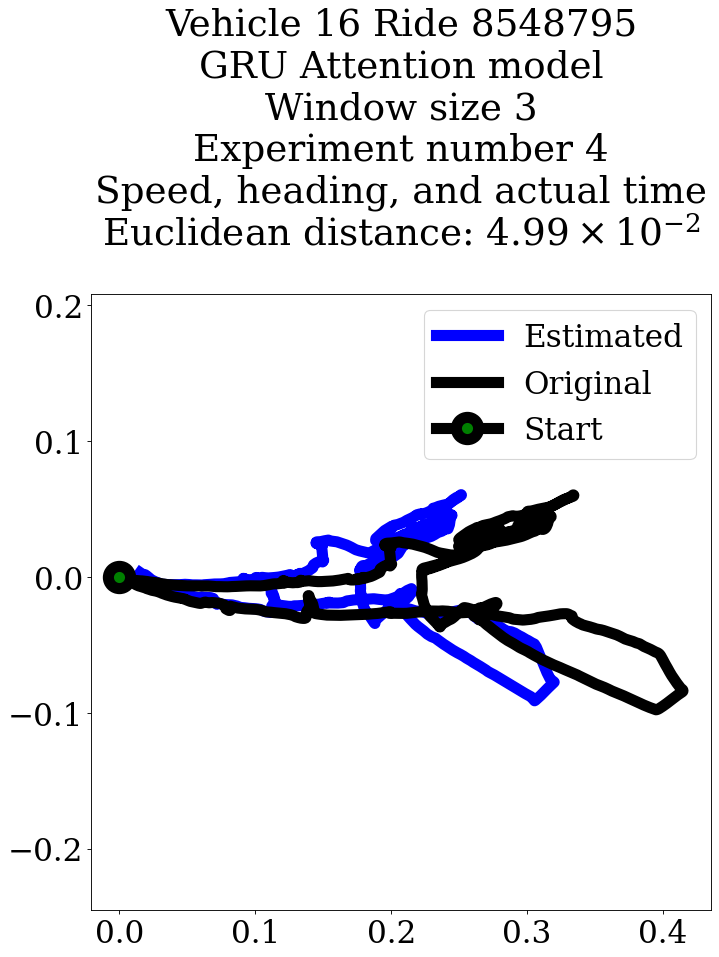 Vehicle 16 Ride 8548795
GRU Attention model
Window size 3
Experiment number 4
Speed, heading, and actual time
Euclidean distance: 4.99 × 10⁻²
Estimated
Original
Start
0.2
0.1
0.0
−0.1
−0.2
0.0 0.1 0.2 0.3 0.4